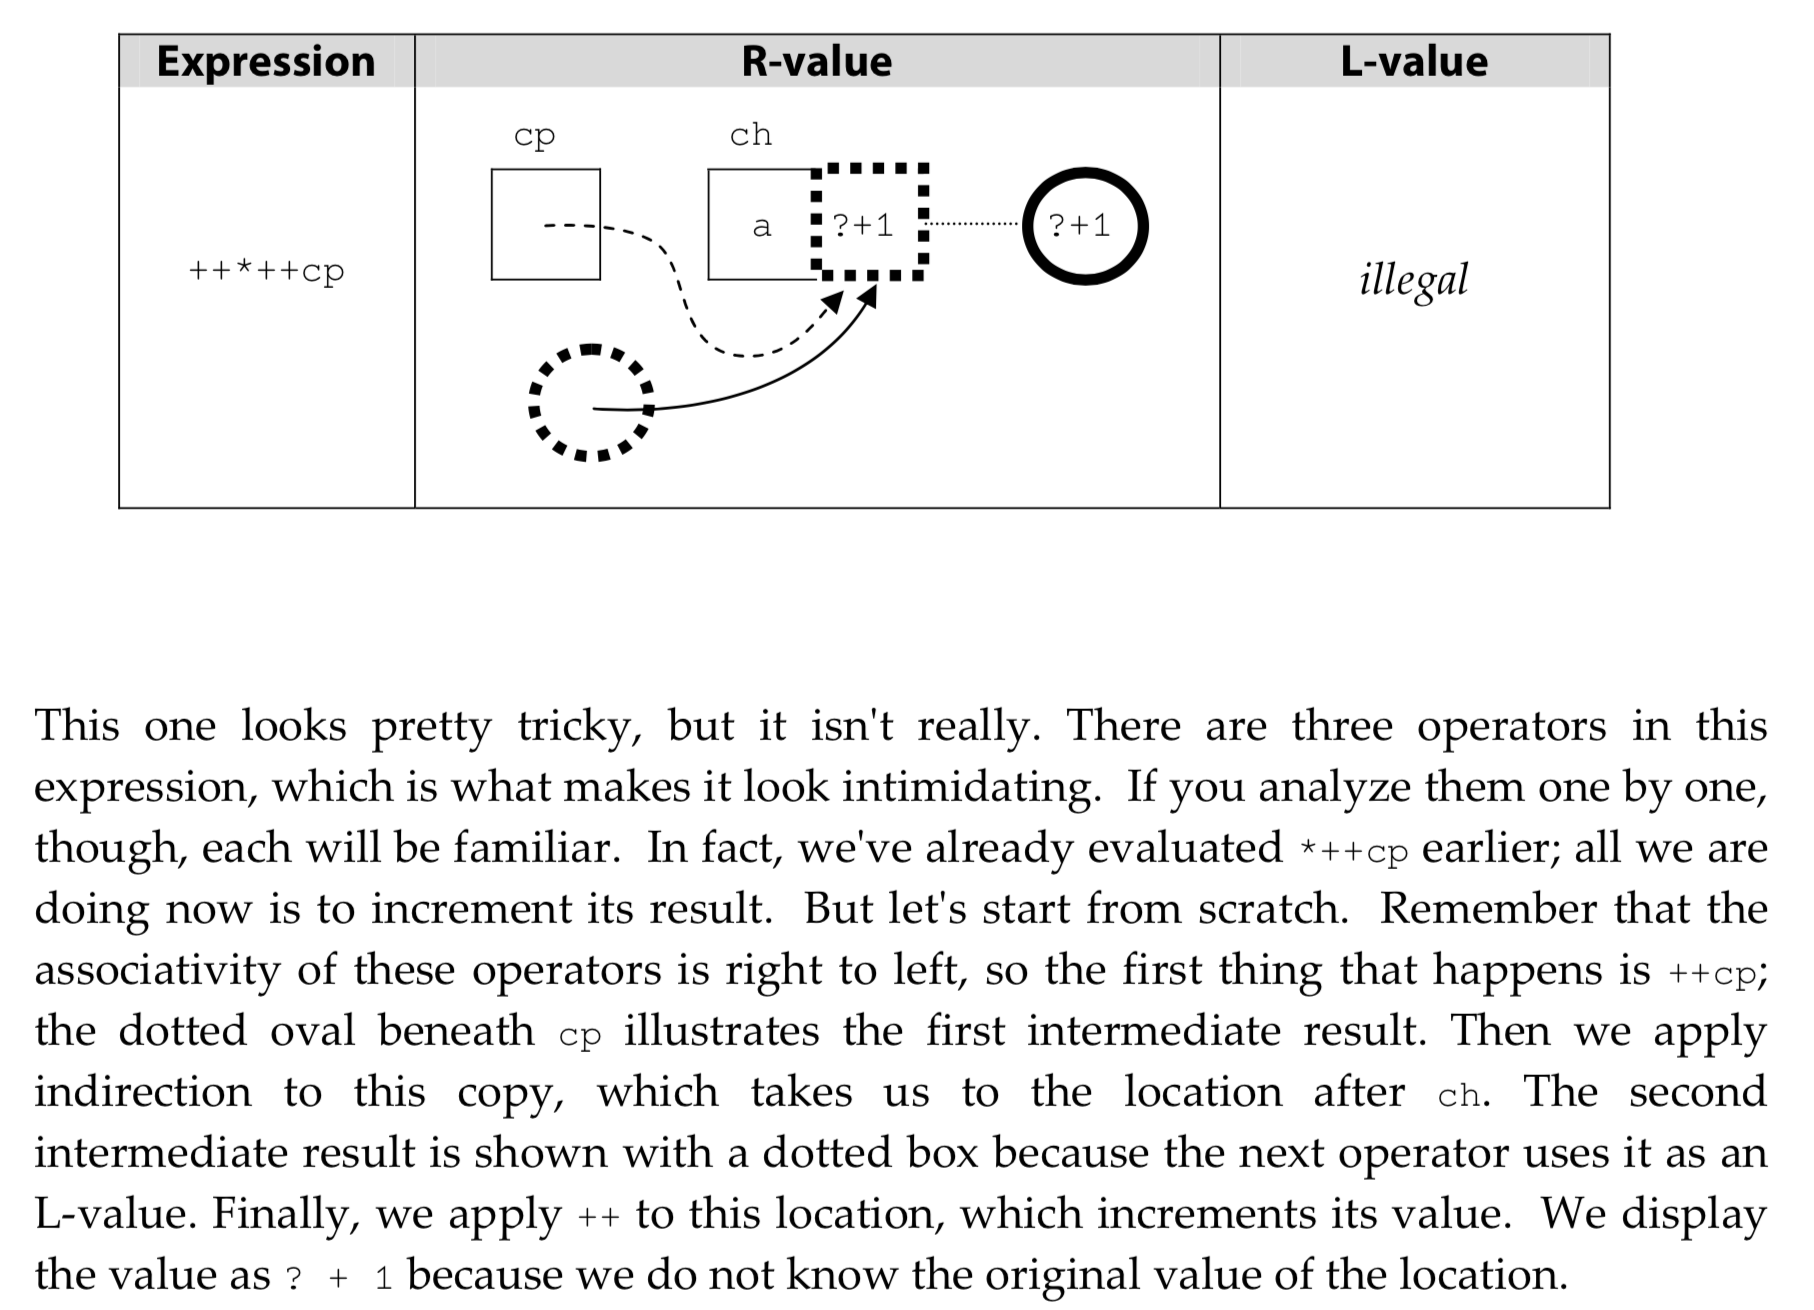 Expression R-value L-value
cp ch
a ?+1 ?+1
++*++cp illegal
This one looks pretty tricky, but it isn't really. There are three operators in this
expression, which is what makes it look intimidating. If you analyze them one by one,
though, each will be familiar. In fact, we've already evaluated *++cp earlier; all we are
doing now is to increment its result. But let's start from scratch. Remember that the
associativity of these operators is right to left, so the first thing that happens is ++cp;
the dotted oval beneath cp illustrates the first intermediate result. Then we apply
indirection to this copy, which takes us to the location after ch. The second
intermediate result is shown with a dotted box because the next operator uses it as an
L-value. Finally, we apply ++ to this location, which increments its value. We display
the value as ? + 1 because we do not know the original value of the location.